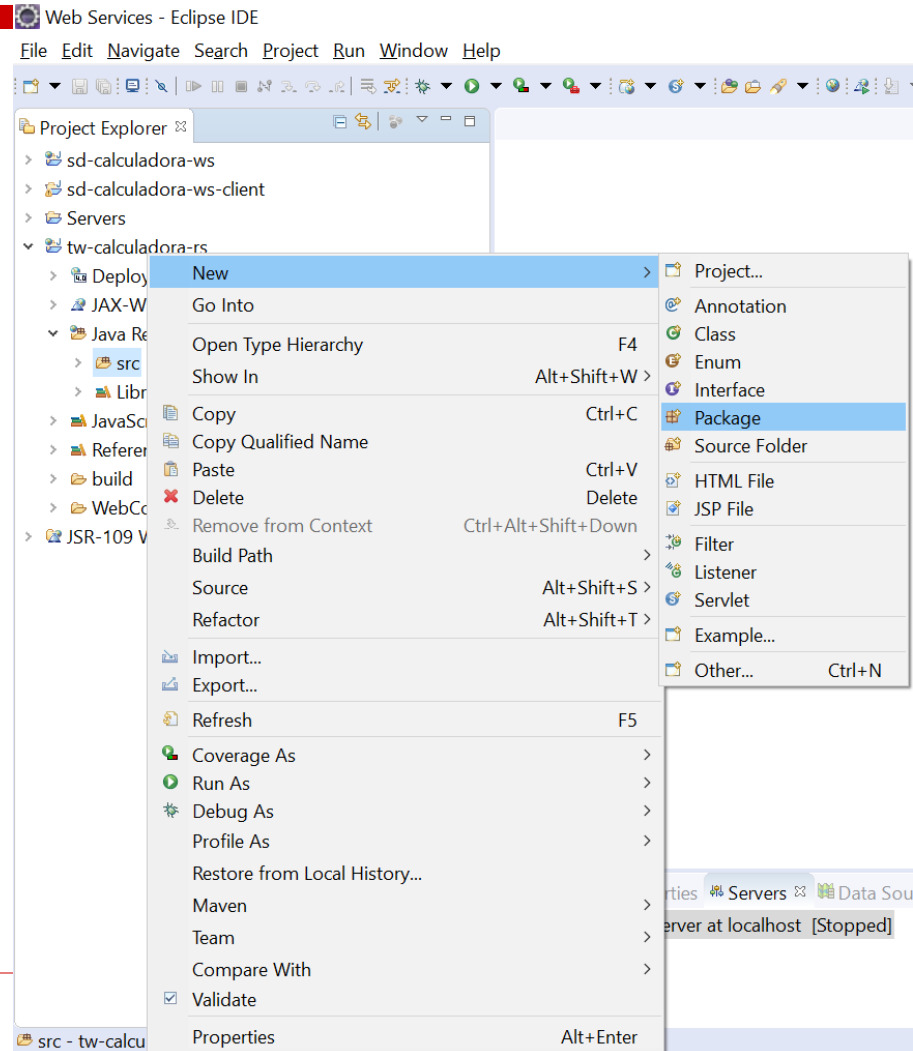 Web Services - Eclipse IDE
File Edit Navigate Search Project Run Window Help
Project Explorer
sd-calculadora-ws
sd-calculadora-ws-client
Servers
tw-calculadora-rs
Deploy
JAX-W
Java Re
src
Libr
JavaSc
Referen
build
WebCo
JSR-109 W
New
Go Into
Open Type Hierarchy F4
Show In Alt+Shift+W
Copy Ctrl+C
Copy Qualified Name
Paste Ctrl+V
Delete Delete
Remove from Context Ctrl+Alt+Shift+Down
Build Path
Source Alt+Shift+S
Refactor Alt+Shift+T
Import...
Export...
Refresh F5
Coverage As
Run As
Debug As
Profile As
Restore from Local History...
Maven
Team
Compare With
Validate
Properties Alt+Enter
Project...
Annotation
Class
Enum
Interface
Package
Source Folder
HTML File
JSP File
Filter
Listener
Servlet
Example...
Other... Ctrl+N
rties Servers Data Sou
erver at localhost [Stopped]
src - tw-calcu